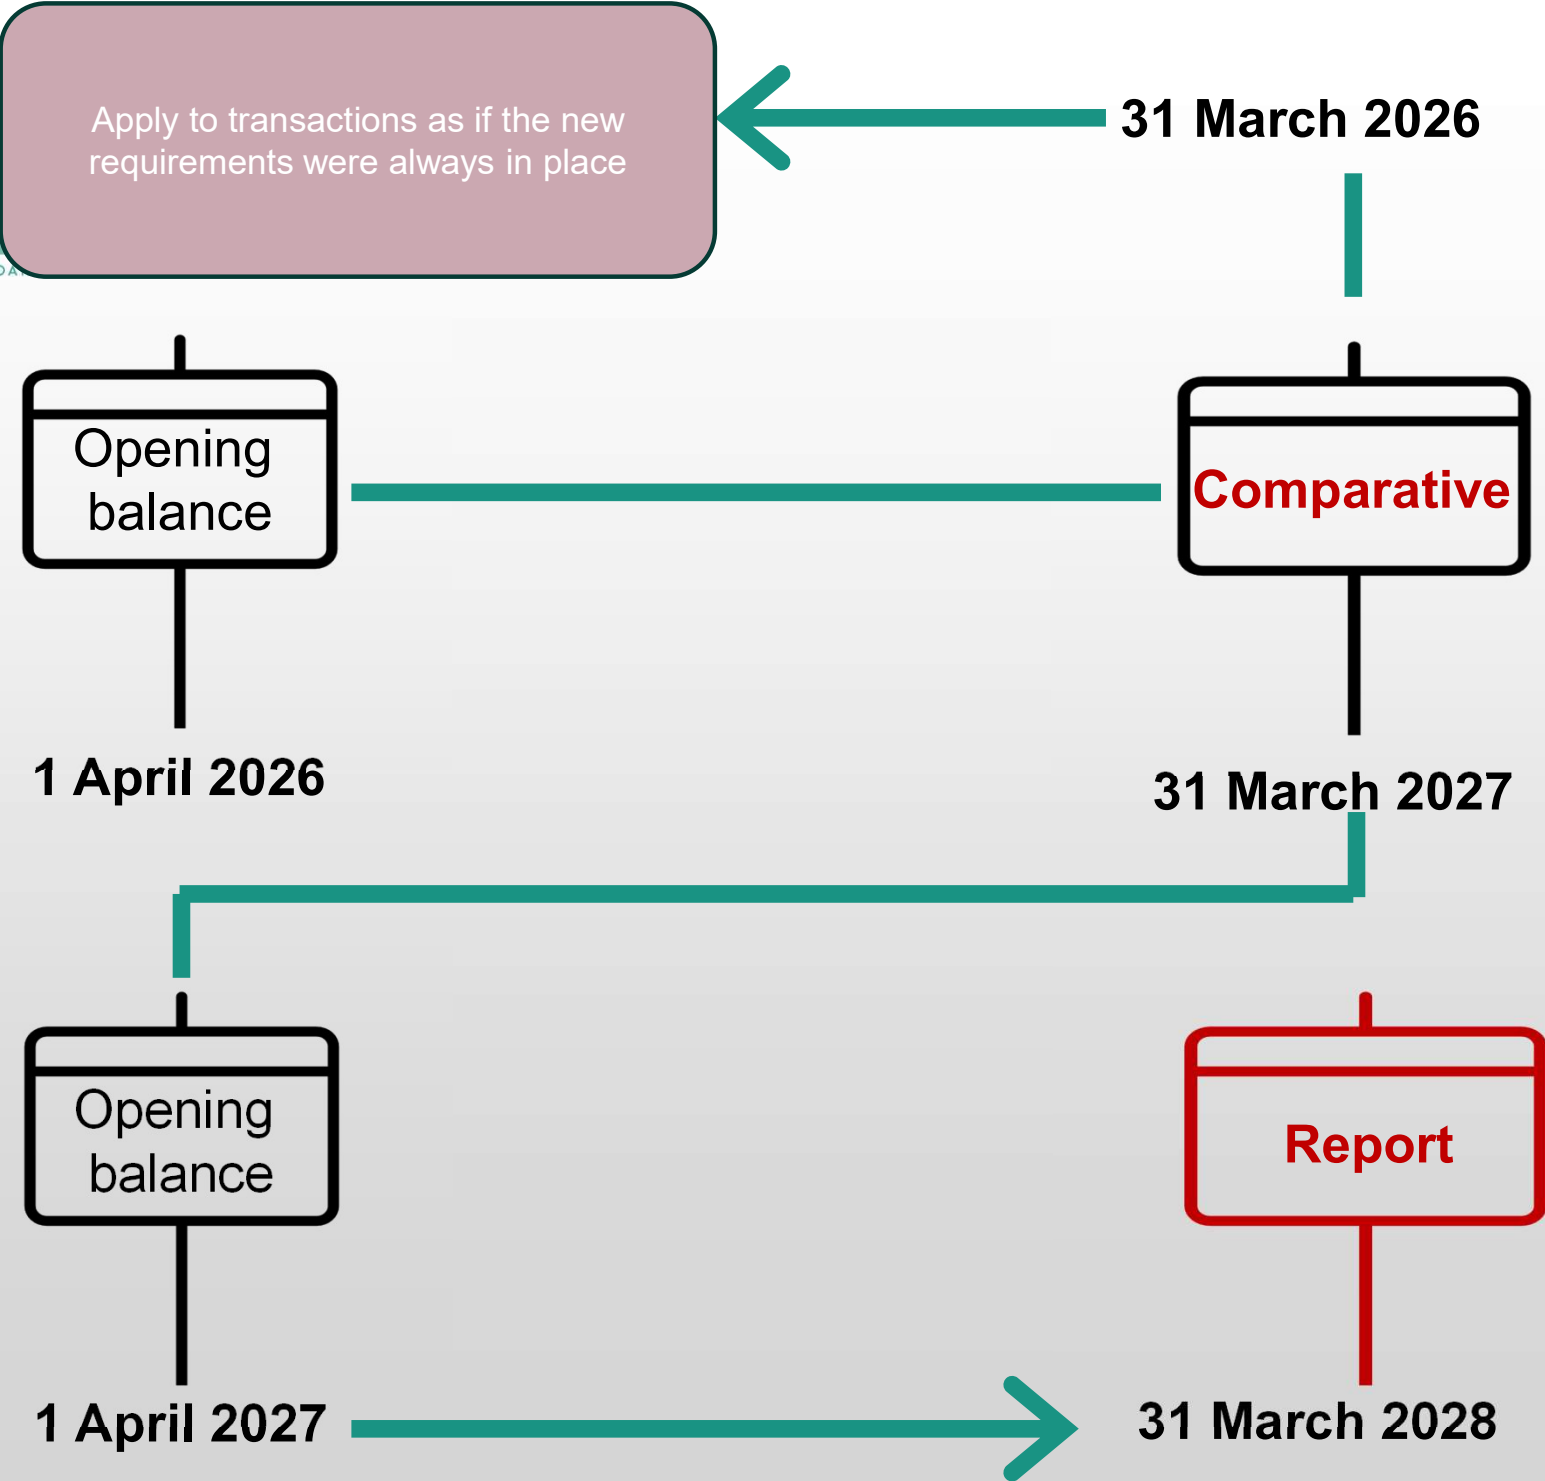 Apply to transactions as if the new
requirements were always in place
31 March 2026
Opening
balance
Comparative
1 April 2026
31 March 2027
Opening
balance
Report
1 April 2027
31 March 2028